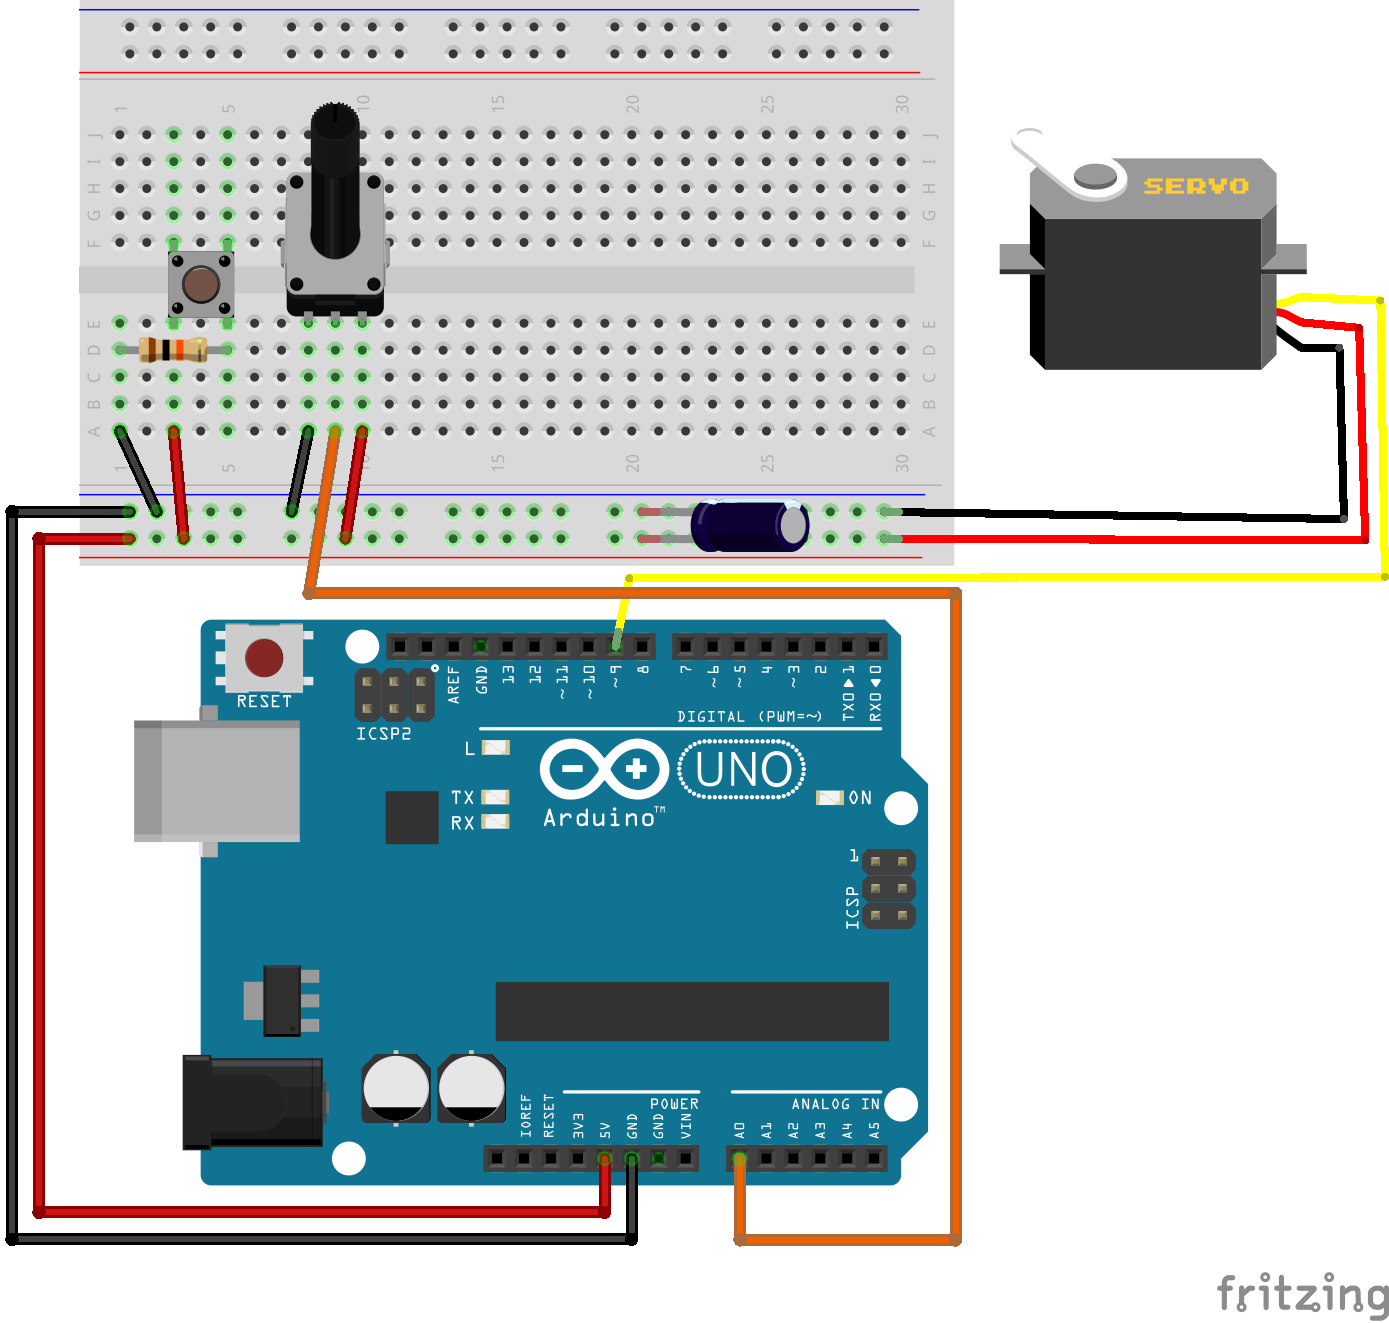 1 5 10 15 20 25 30
J J
I I
H H
G G
F F
E E
D D
C C
B B
A A
1 5 10 15 20 25 30
SERVO
RESET
ICSP2
AREF
GND
13
12
~11
~10
~9
8
7
~6
~5
4
~3
2
TX0▶1
RX0◀0
DIGITAL (PWM=~)
L
TX
RX
UNO
Arduino™
ON
1
ICSP
IOREF
RESET
3V3
5V
GND
GND
VIN
POWER
A0
A1
A2
A3
A4
A5
ANALOG IN
fritzing